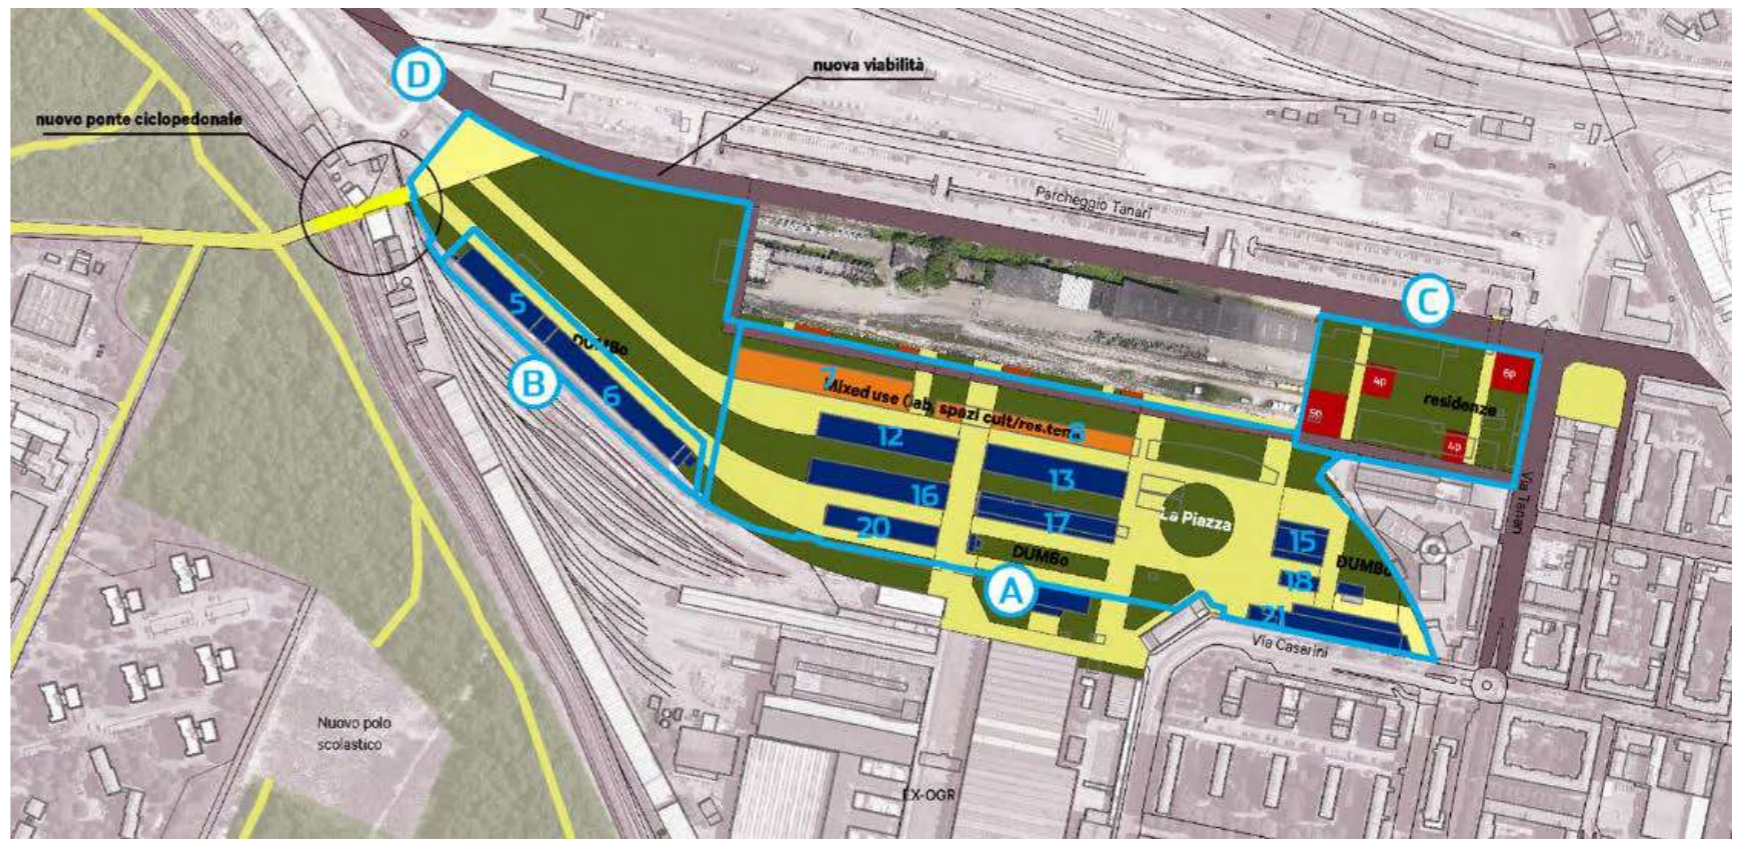 D
nuova viabilità
nuovo ponte ciclopedonale
Parcheggio Tanari
C
5
DUMBo
B
6
7
Mixed use (lab, spazi cult/res.tem
8
4p
6p
residenze
4p
12
13
16
17
La Piazza
20
DUMBo
15
DUMBo
18
A
21
Via Casarini
Via Tanari
Nuovo polo
scolastico
EX-OGR